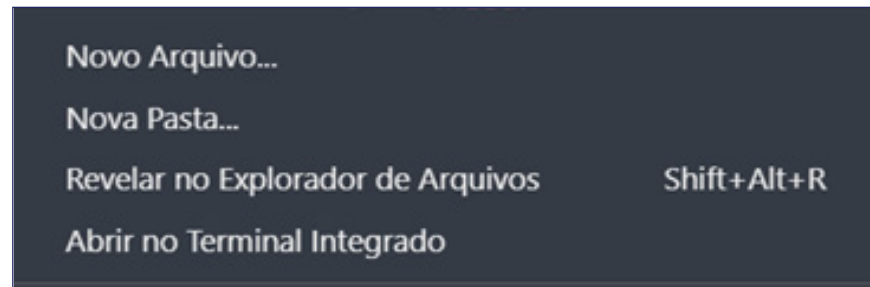 Novo Arquivo...
Nova Pasta...
Revelar no Explorador de Arquivos Shift+Alt+R
Abrir no Terminal Integrado